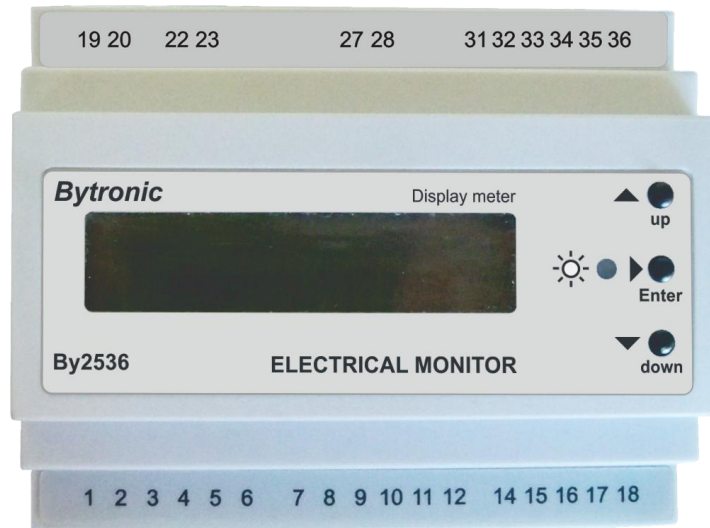 19 20 22 23 27 28 31 32 33 34 35 36
Bytronic Display meter
up
Enter
By2536 ELECTRICAL MONITOR down
1 2 3 4 5 6 7 8 9 10 11 12 14 15 16 17 18